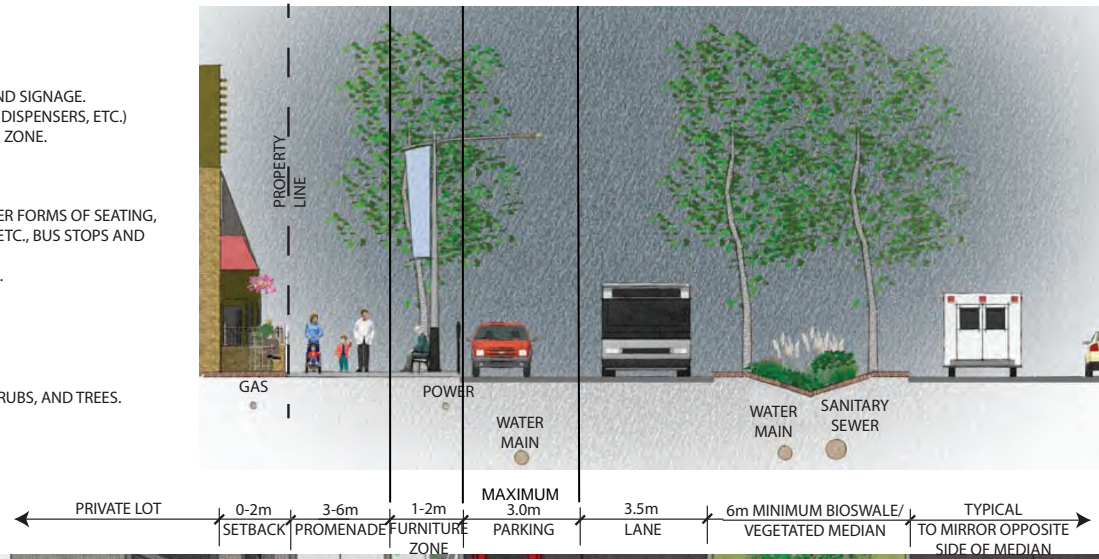 ND SIGNAGE.
DISPENSERS, ETC.)
ZONE.
ER FORMS OF SEATING,
ETC., BUS STOPS AND
.
RUBS, AND TREES.
PROPERTY
LINE
GAS
POWER
WATER
MAIN
WATER
MAIN
SANITARY
SEWER
PRIVATE LOT
0-2m
SETBACK
3-6m
PROMENADE
1-2m
FURNITURE
ZONE
MAXIMUM
3.0m
PARKING
3.5m
LANE
6m MINIMUM BIOSWALE/
VEGETATED MEDIAN
TYPICAL
TO MIRROR OPPOSITE
SIDE OF MEDIAN